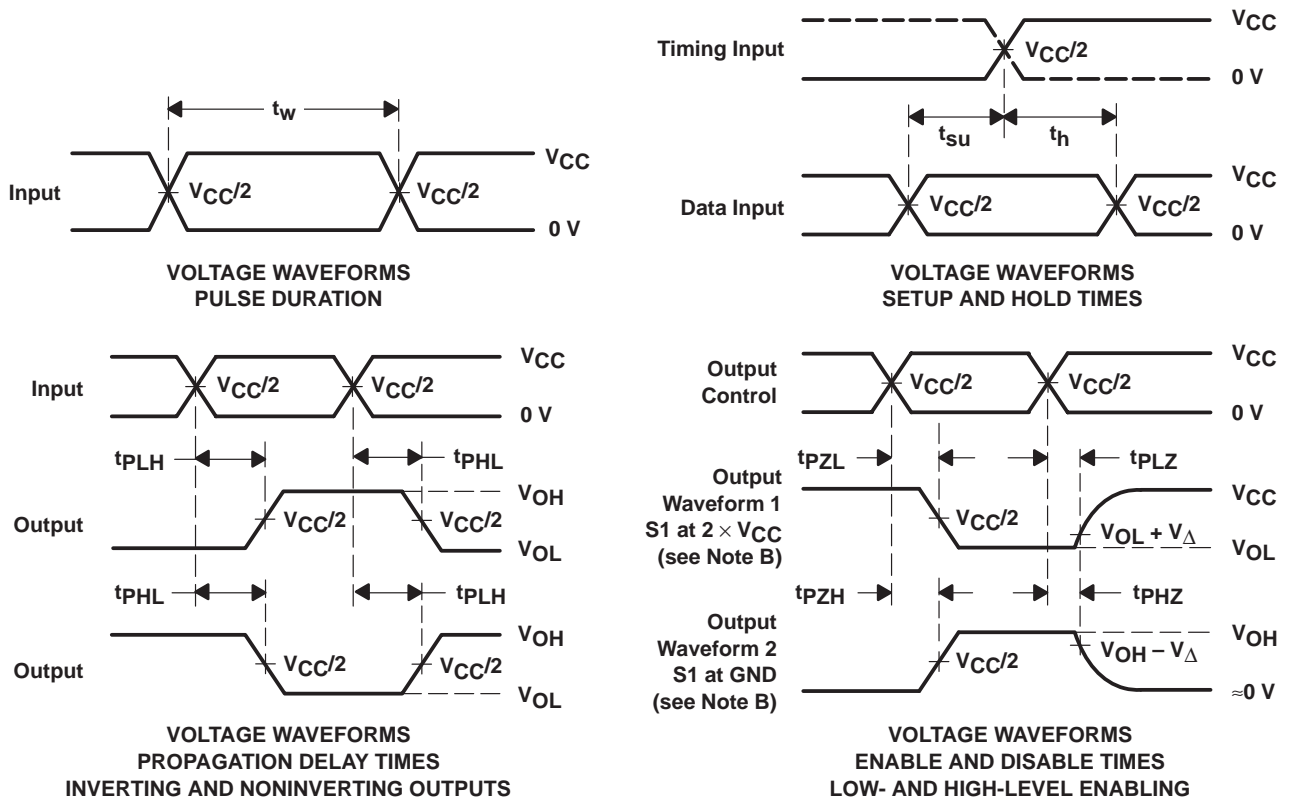 tw
Input
VCC/2
VCC/2
VCC
0 V
VOLTAGE WAVEFORMS
PULSE DURATION
Timing Input
VCC/2
VCC
0 V
tsu
th
Data Input
VCC/2
VCC/2
VCC
0 V
VOLTAGE WAVEFORMS
SETUP AND HOLD TIMES
Input
VCC/2
VCC/2
VCC
0 V
tPLH
tPHL
Output
VCC/2
VCC/2
VOH
VOL
tPHL
tPLH
Output
VCC/2
VCC/2
VOH
VOL
VOLTAGE WAVEFORMS
PROPAGATION DELAY TIMES
INVERTING AND NONINVERTING OUTPUTS
Output
Control
VCC/2
VCC/2
VCC
0 V
tPZL
tPLZ
Output
Waveform 1
S1 at 2 × VCC
(see Note B)
VCC/2
VOL + VΔ
VCC
VOL
tPZH
tPHZ
Output
Waveform 2
S1 at GND
(see Note B)
VCC/2
VOH – VΔ
VOH
≈0 V
VOLTAGE WAVEFORMS
ENABLE AND DISABLE TIMES
LOW- AND HIGH-LEVEL ENABLING